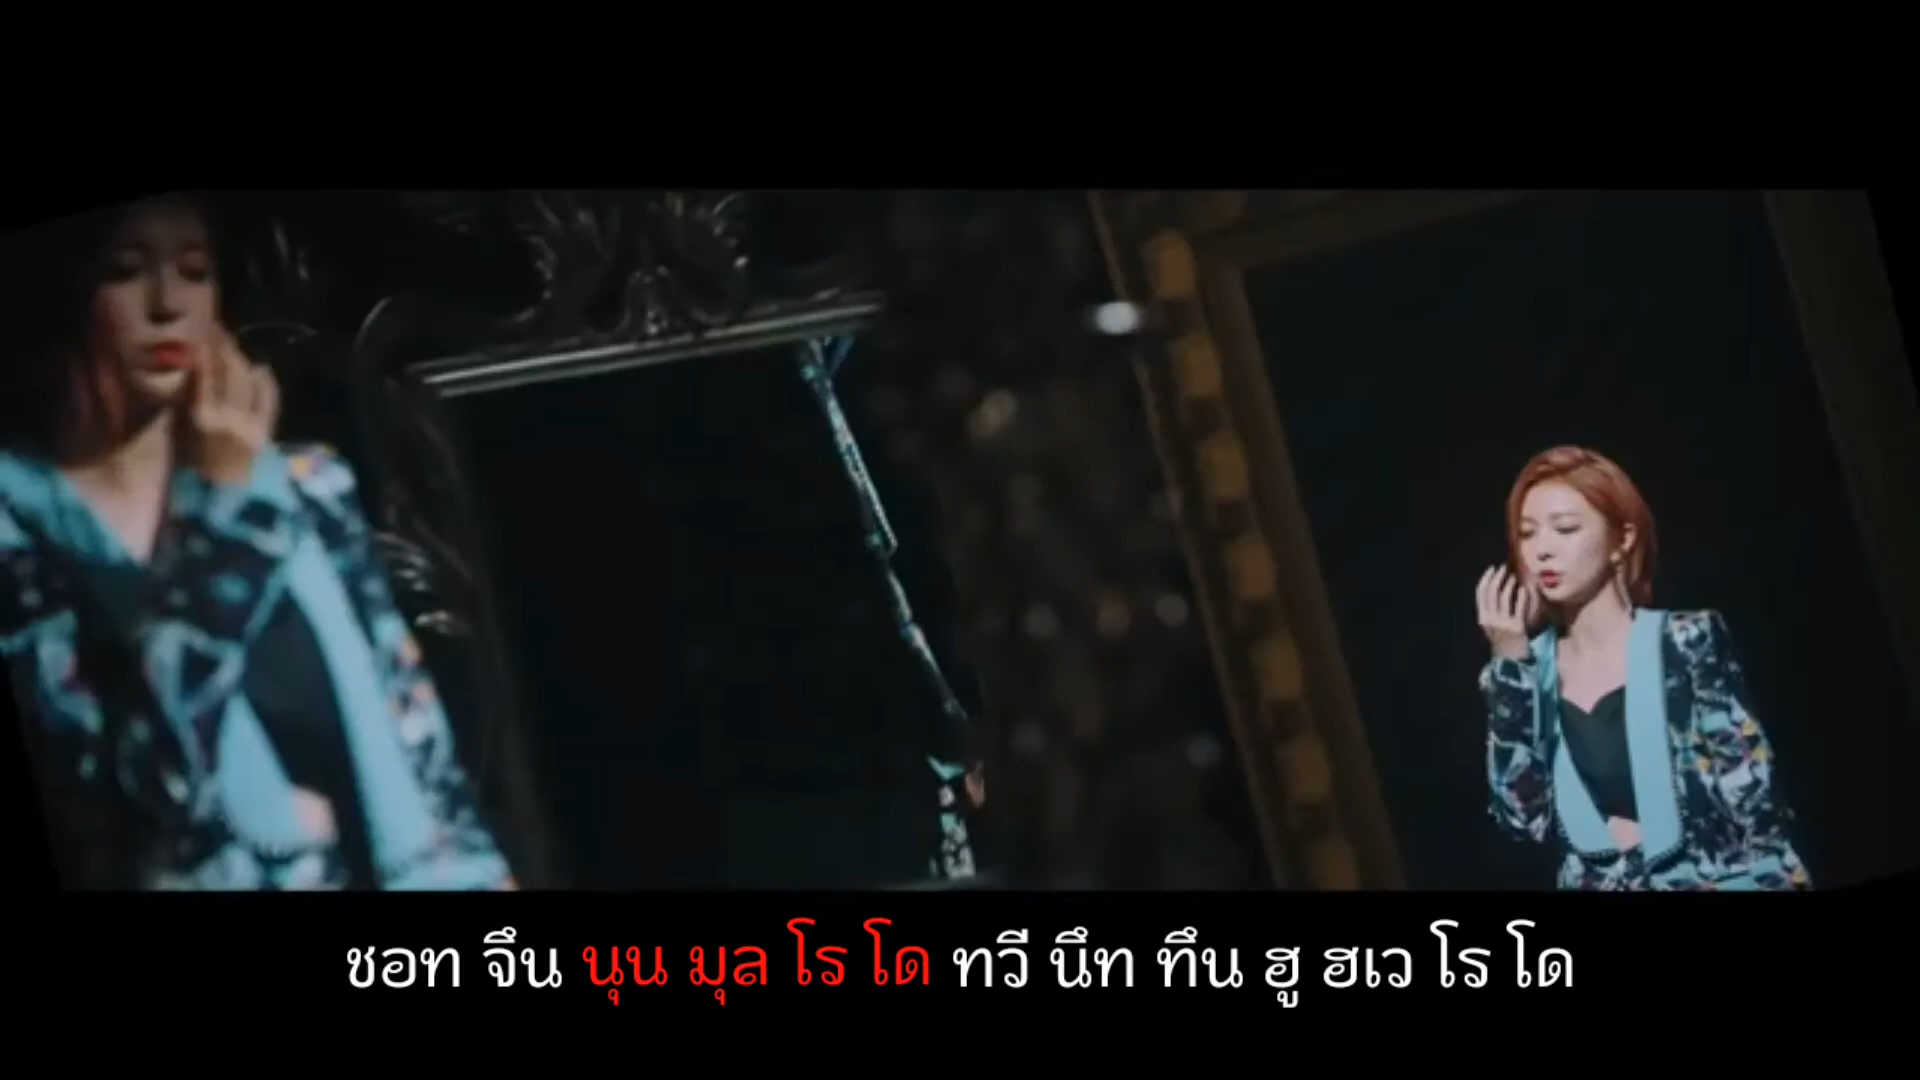 ชอท จึน นุน มุล โร โด ทวี นึท ทึน ฮู ฮเว โร โด